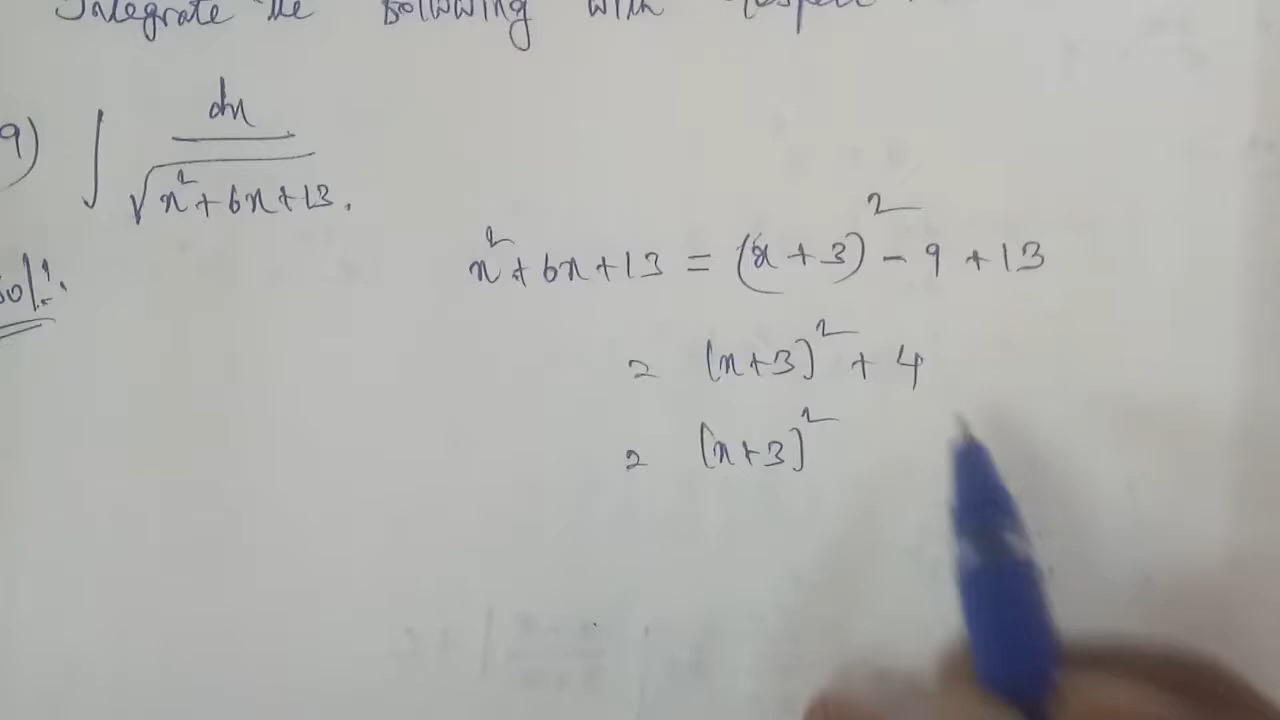 Integrate the following with respect
9) ∫ dx / √(x² + 6x + 13).
Sol:
x² + 6x + 13 = (x + 3)² - 9 + 13
= (x + 3)² + 4
= (x + 3)²